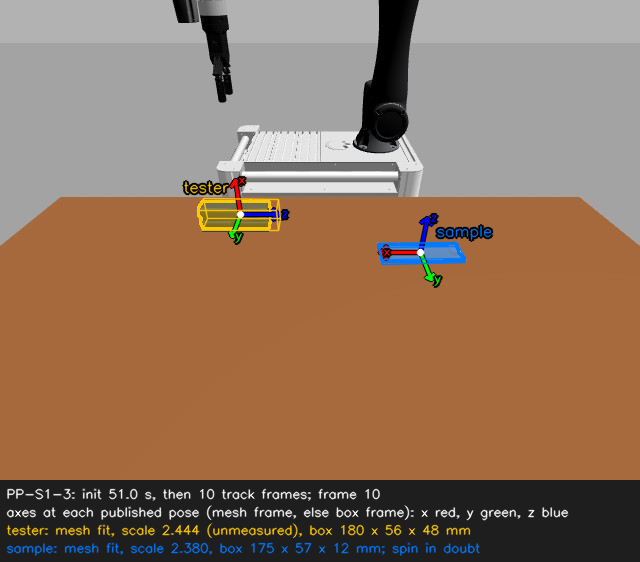 tester
x
z
y
z
sample
x
y
PP-S1-3: init 51.0 s, then 10 track frames; frame 10
axes at each published pose (mesh frame, else box frame): x red, y green, z blue
tester: mesh fit, scale 2.444 (unmeasured), box 180 x 56 x 48 mm
sample: mesh fit, scale 2.380, box 175 x 57 x 12 mm; spin in doubt